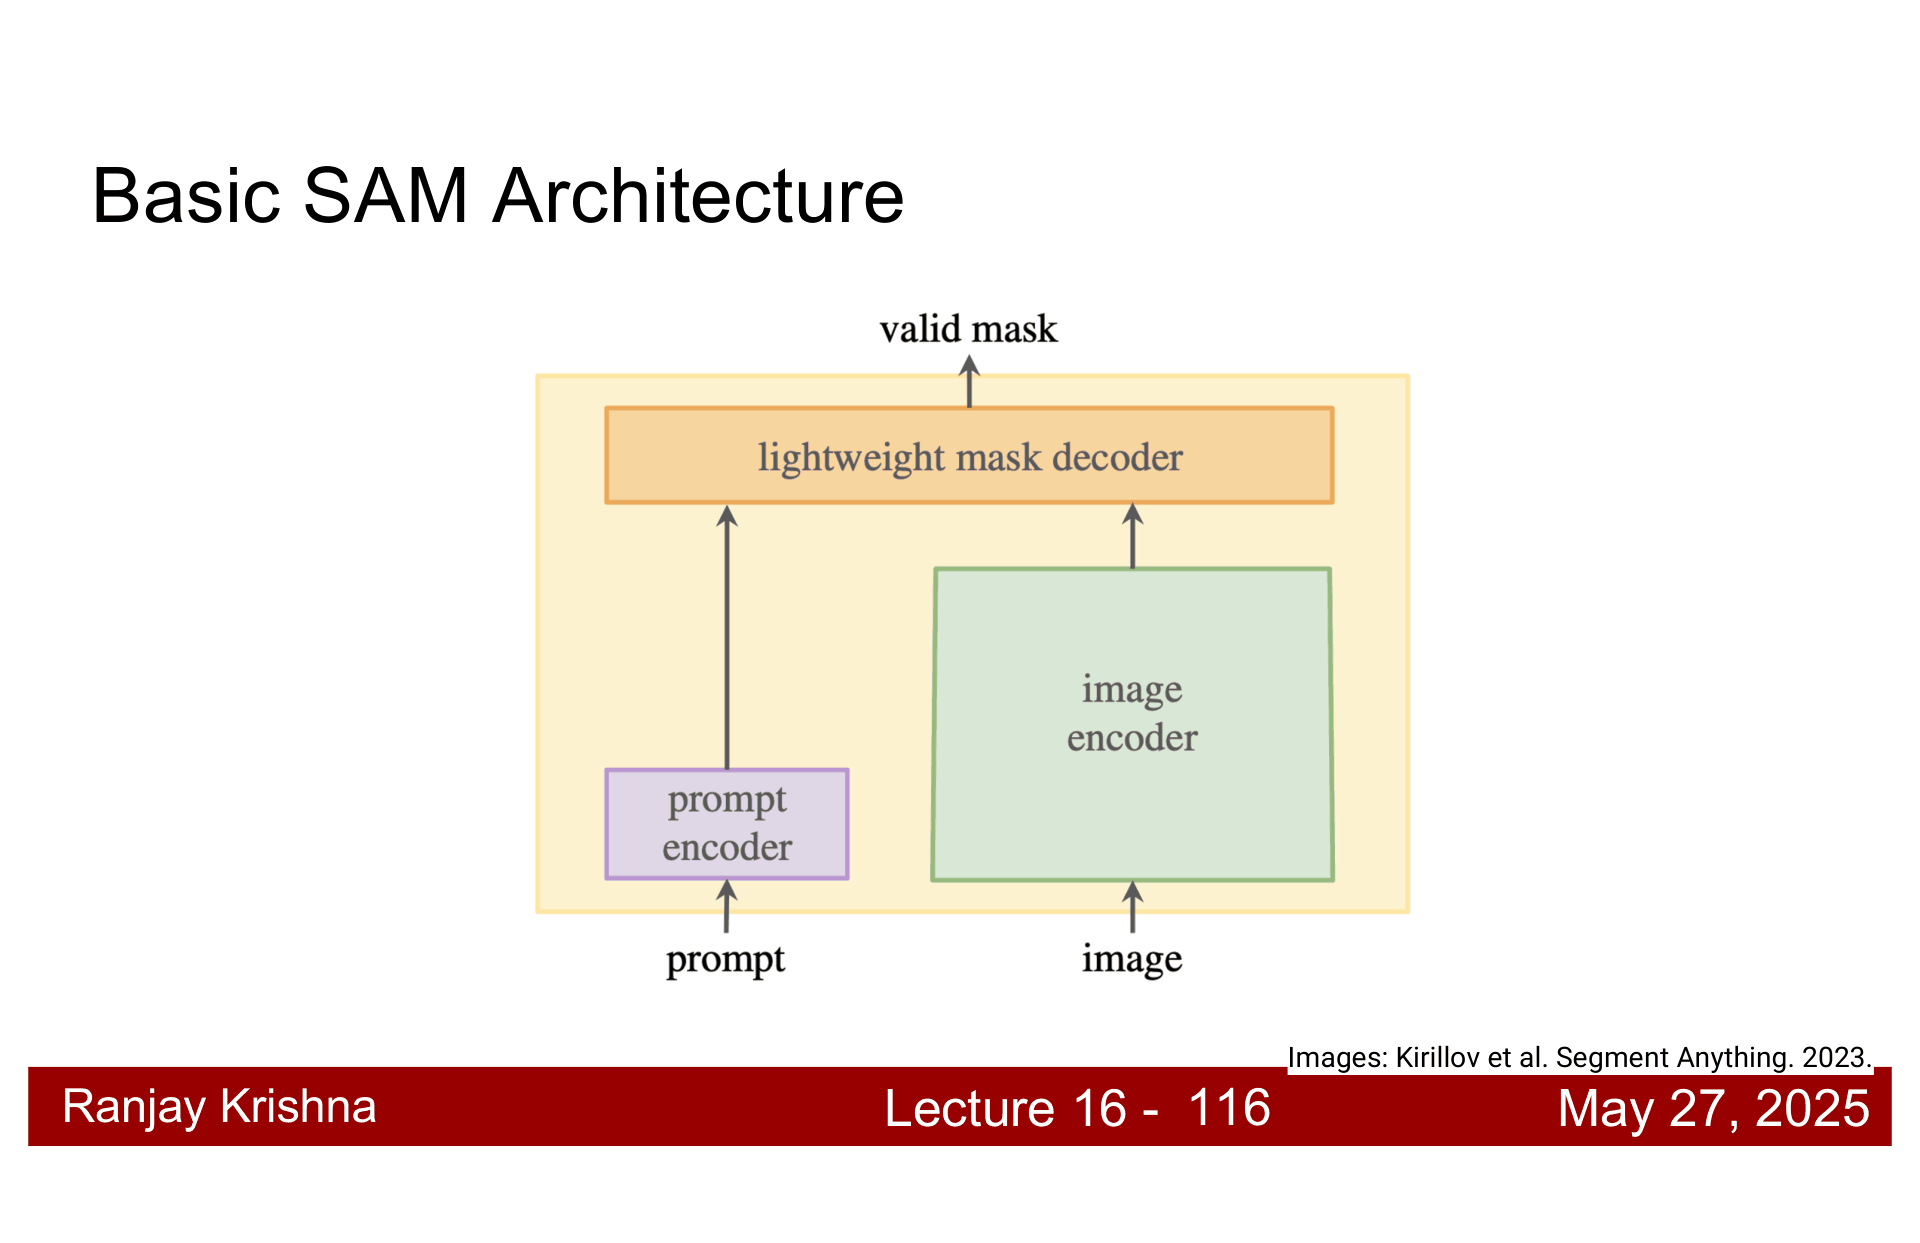 Basic SAM Architecture
valid mask
lightweight mask decoder
image
encoder
prompt
encoder
prompt
image
Images: Kirillov et al. Segment Anything. 2023.
Ranjay Krishna
Lecture 16 - 116
May 27, 2025